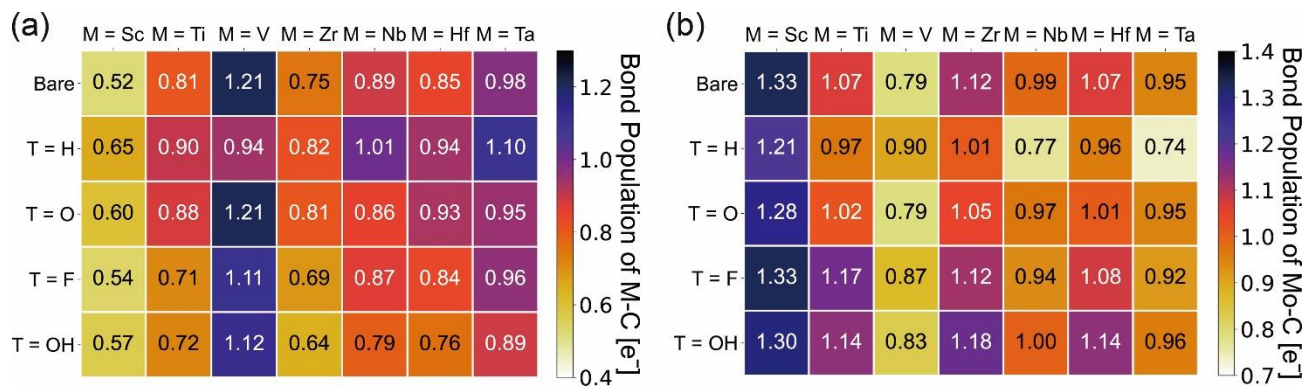 (a)
M = Sc M = Ti M = V M = Zr M = Nb M = Hf M = Ta
Bare 0.52 0.81 1.21 0.75 0.89 0.85 0.98
T = H 0.65 0.90 0.94 0.82 1.01 0.94 1.10
T = O 0.60 0.88 1.21 0.81 0.86 0.93 0.95
T = F 0.54 0.71 1.11 0.69 0.87 0.84 0.96
T = OH 0.57 0.72 1.12 0.64 0.79 0.76 0.89
1.2
1.0
0.8
0.6
0.4
Bond Population of M-C [e⁻]
(b)
M = Sc M = Ti M = V M = Zr M = Nb M = Hf M = Ta
Bare 1.33 1.07 0.79 1.12 0.99 1.07 0.95
T = H 1.21 0.97 0.90 1.01 0.77 0.96 0.74
T = O 1.28 1.02 0.79 1.05 0.97 1.01 0.95
T = F 1.33 1.17 0.87 1.12 0.94 1.08 0.92
T = OH 1.30 1.14 0.83 1.18 1.00 1.14 0.96
1.4
1.3
1.2
1.1
1.0
0.9
0.8
0.7
Bond Population of Mo-C [e⁻]